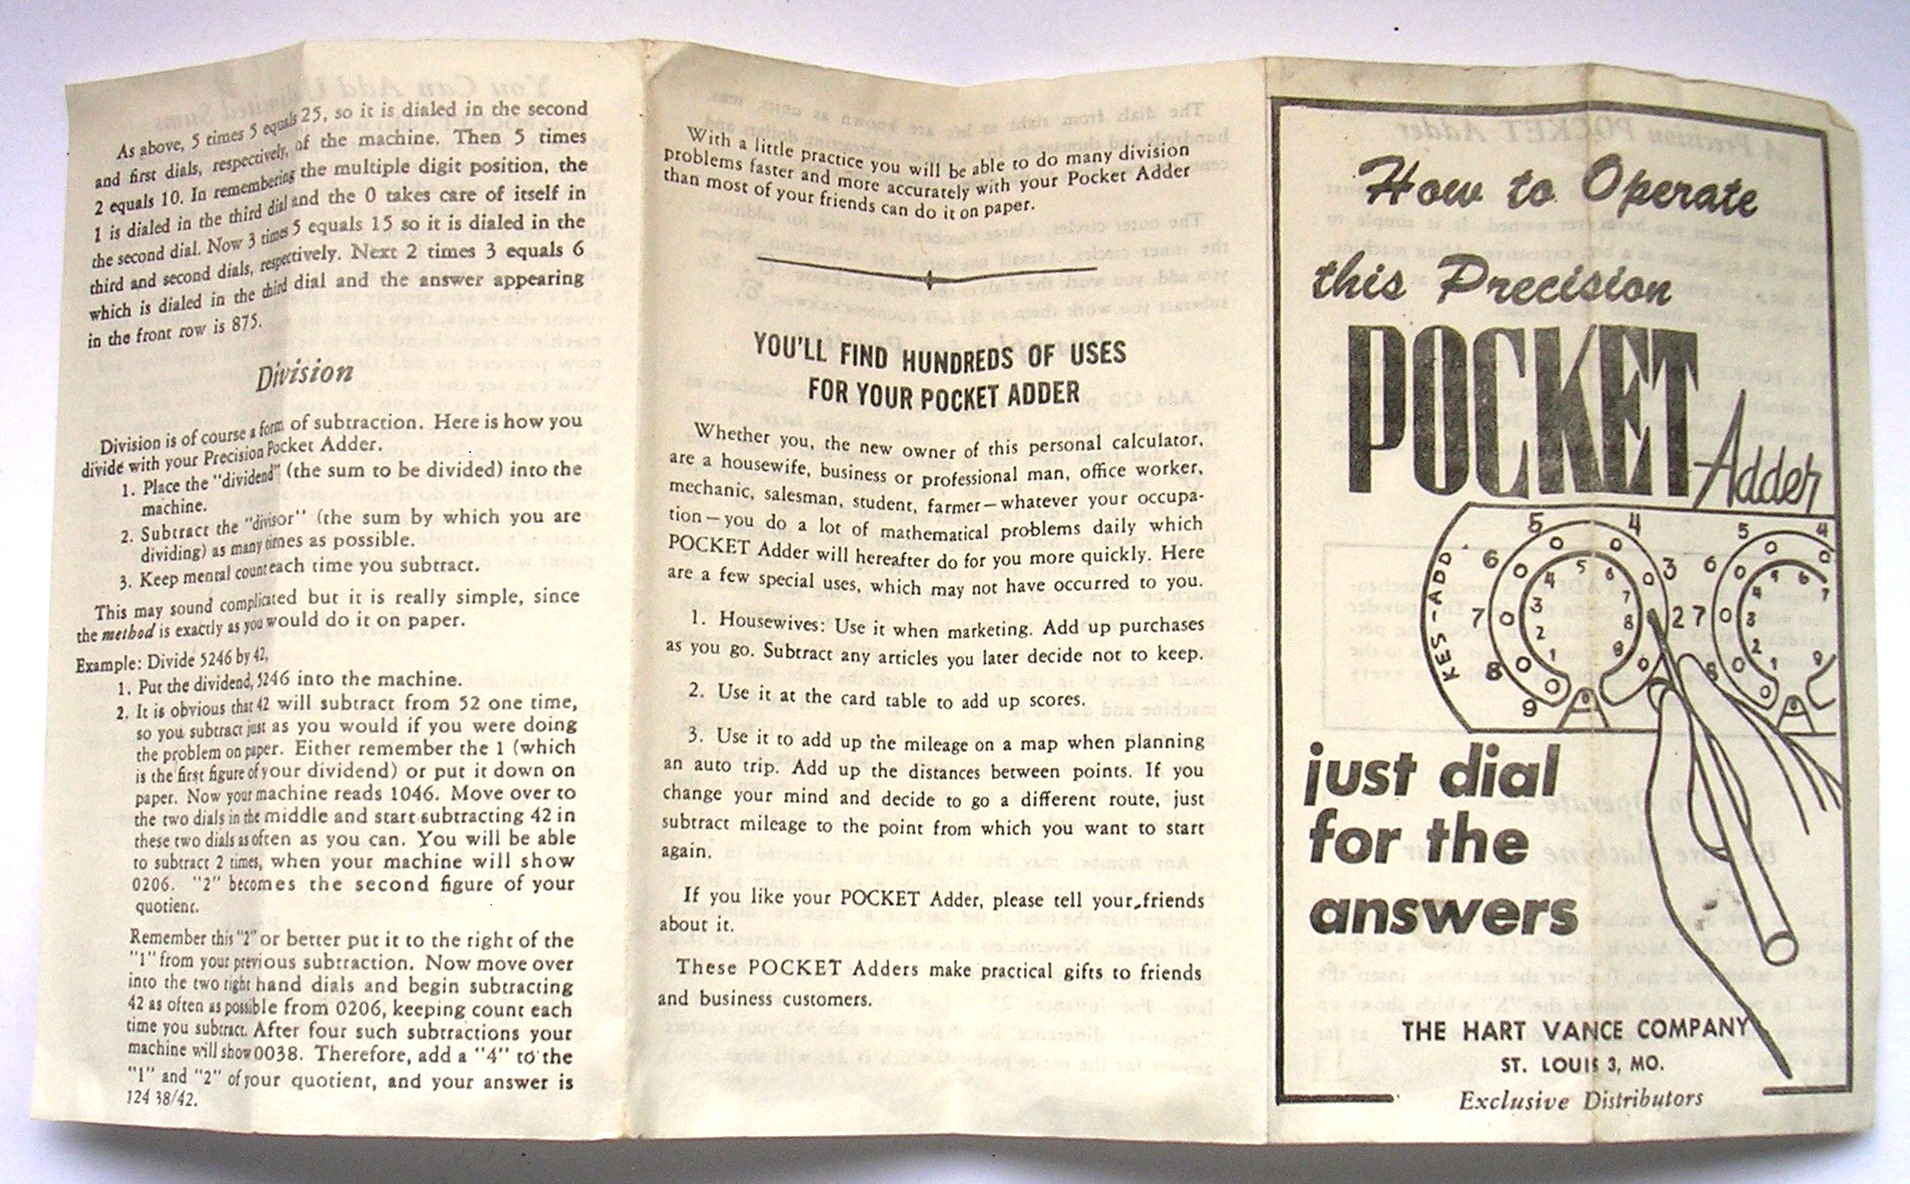 As above, 5 times 5 equals 25, so it is dialed in the second
and first dials, respectively, of the machine. Then 5 times
2 equals 10. In remembering the multiple digit position, the
1 is dialed in the third dial and the 0 takes care of itself in
the second dial. Now 3 times 5 equals 15 so it is dialed in the
third and second dials, respectively. Next 2 times 3 equals 6
which is dialed in the third dial and the answer appearing
in the front row is 875.
Division
Division is of course a form of subtraction. Here is how you
divide with your Precision Pocket Adder.
1. Place the "dividend" (the sum to be divided) into the
machine.
2. Subtract the "divisor" (the sum by which you are
dividing) as many times as possible.
3. Keep mental count each time you subtract.
This may sound complicated but it is really simple, since
the method is exactly as you would do it on paper.
Example: Divide 5246 by 42,
1. Put the dividend, 5246 into the machine.
2. It is obvious that 42 will subtract from 52 one time,
so you subtract just as you would if you were doing
the problem on paper. Either remember the 1 (which
is the first figure of your dividend) or put it down on
paper. Now your machine reads 1046. Move over to
the two dials in the middle and start subtracting 42 in
these two dials as often as you can. You will be able
to subtract 2 times, when your machine will show
0206. "2" becomes the second figure of your
quotient.
Remember this "2" or better put it to the right of the
"1" from your previous subtraction. Now move over
into the two right hand dials and begin subtracting
42 as often as possible from 0206, keeping count each
time you subtract. After four such subtractions your
machine will show 0038. Therefore, add a "4" to the
"1" and "2" of your quotient, and your answer is
124 38/42.
With a little practice you will be able to do many division
problems faster and more accurately with your Pocket Adder
than most of your friends can do it on paper.
YOU'LL FIND HUNDREDS OF USES
FOR YOUR POCKET ADDER
Whether you, the new owner of this personal calculator,
are a housewife, business or professional man, office worker,
mechanic, salesman, student, farmer—whatever your occupa-
tion—you do a lot of mathematical problems daily which
POCKET Adder will hereafter do for you more quickly. Here
are a few special uses, which may not have occurred to you.
1. Housewives: Use it when marketing. Add up purchases
as you go. Subtract any articles you later decide not to keep.
2. Use it at the card table to add up scores.
3. Use it to add up the mileage on a map when planning
an auto trip. Add up the distances between points. If you
change your mind and decide to go a different route, just
subtract mileage to the point from which you want to start
again.
If you like your POCKET Adder, please tell your friends
about it.
These POCKET Adders make practical gifts to friends
and business customers.
How to Operate
this Precision
POCKET
Adder
KES-ADD
5 4 5 4
6 3 6
7 2 7
8 8
9
5 6
4 7
3 8
2 9
1
0
just dial
for the
answers
THE HART VANCE COMPANY
ST. LOUIS 3, MO.
Exclusive Distributors